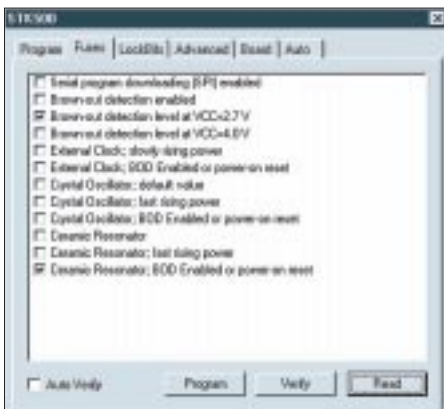 STK500
Program Fuses LockBits Advanced Board Auto
Serial program downloading (SPI) enabled
Brown-out detection enabled
Brown-out detection level at VCC=2.7 V
Brown-out detection level at VCC=4.0 V
External Clock; slowly rising power
External Clock; BOD Enabled or power-on reset
Crystal Oscillator; default value
Crystal Oscillator; fast rising power
Crystal Oscillator; BOD Enabled or power-on reset
Ceramic Resonator
Ceramic Resonator; fast rising power
Ceramic Resonator; BOD Enabled or power-on reset
Auto Verify Program Verify Read